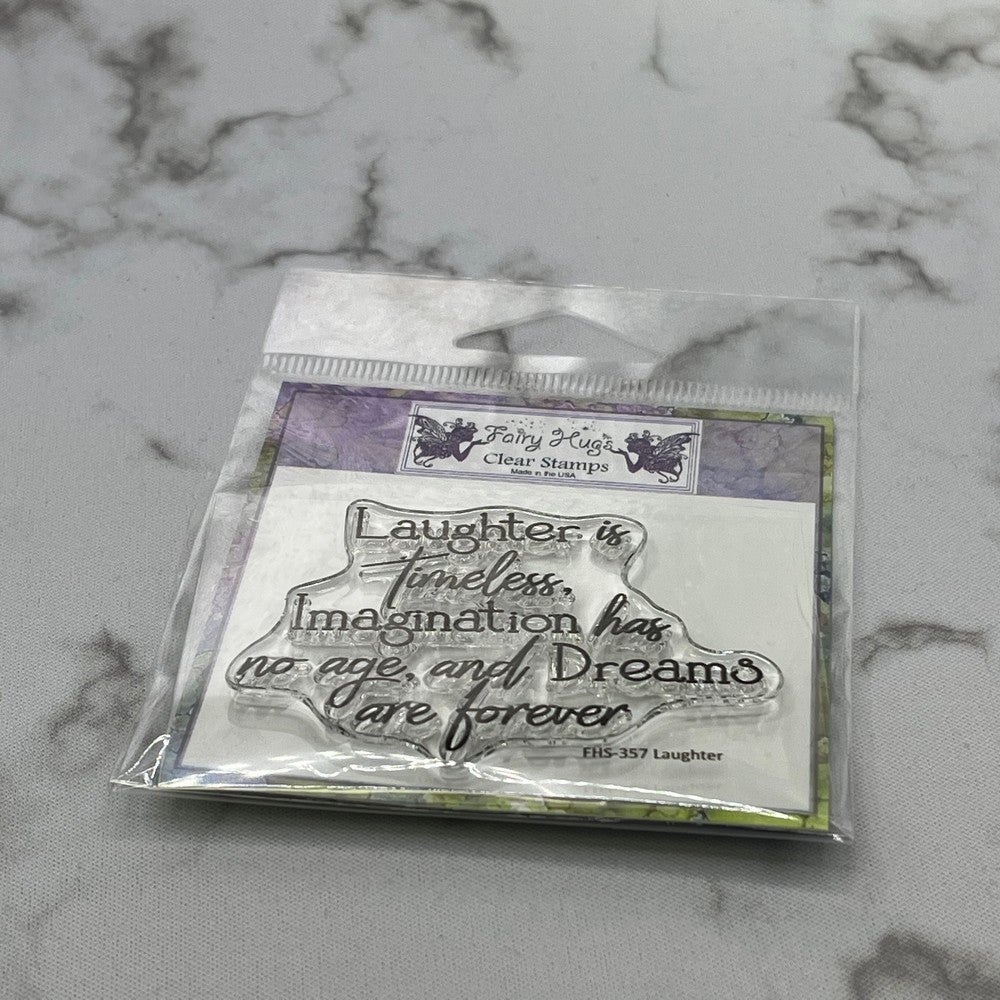 Fairy Hugs
Clear Stamps
Made in the USA
Laughter is
timeless,
Imagination has
no age, and Dreams
are forever
FHS-357 Laughter